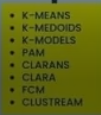 • K-MEANS
• K-MEDOIDS
• K-MODELS
• PAM
• CLARANS
• CLARA
• FCM
• CLUSTREAM